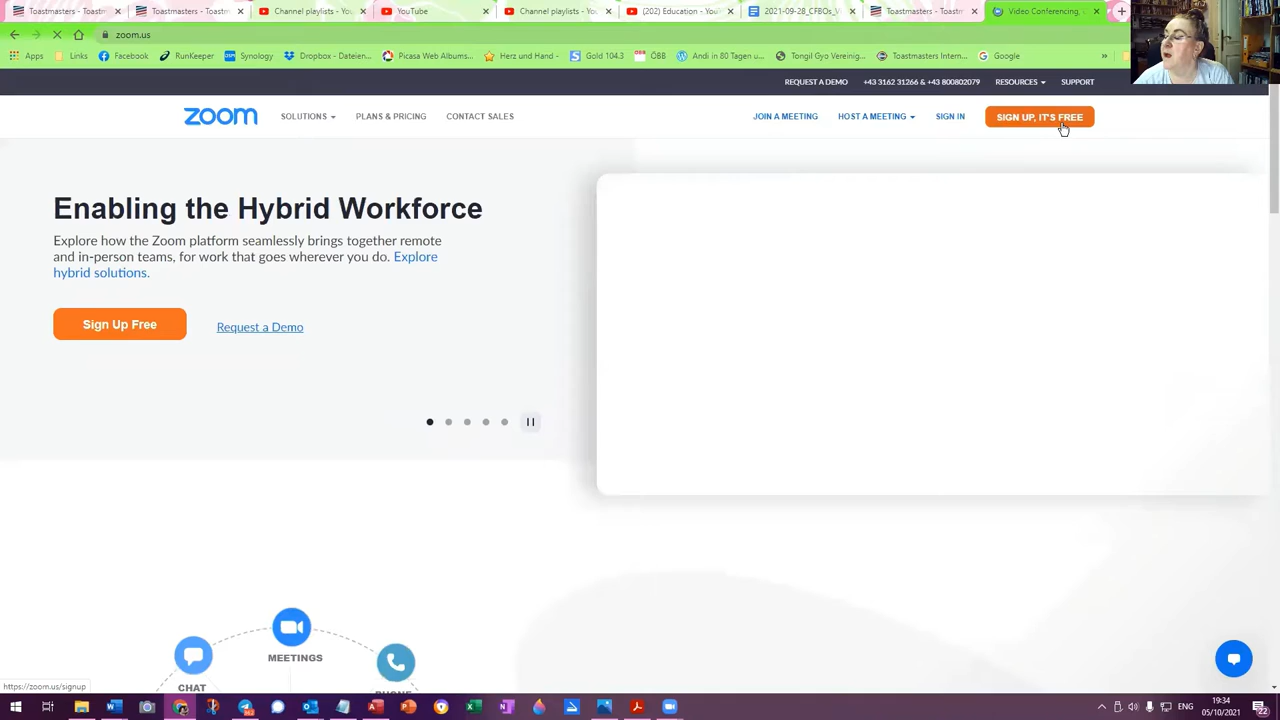 Toastmasters - Toastm
Toastmasters - Toastm
Channel playlists - Yo
YouTube
Channel playlists - Yo
(202) Education - You
2021-09-28_CFBOs_V
Toastmasters - Toastm
Video Conferencing,
zoom.us
Apps
Links
Facebook
RunKeeper
Synology
Dropbox - Dateien...
Picasa Web Albums...
Herz und Hand -
Gold 104.3
ÖBB
Andi in 80 Tagen u...
Tongil Gyo Vereinig...
Toastmasters Intern...
Google
»
REQUEST A DEMO
+43 3162 31266 & +43 800802079
RESOURCES
SUPPORT
zoom
SOLUTIONS
PLANS & PRICING
CONTACT SALES
JOIN A MEETING
HOST A MEETING
SIGN IN
SIGN UP, IT'S FREE
Enabling the Hybrid Workforce
Explore how the Zoom platform seamlessly brings together remote
and in-person teams, for work that goes wherever you do. Explore
hybrid solutions.
Sign Up Free
Request a Demo
MEETINGS
CHAT
https://zoom.us/signup
ENG
19:34
05/10/2021
22